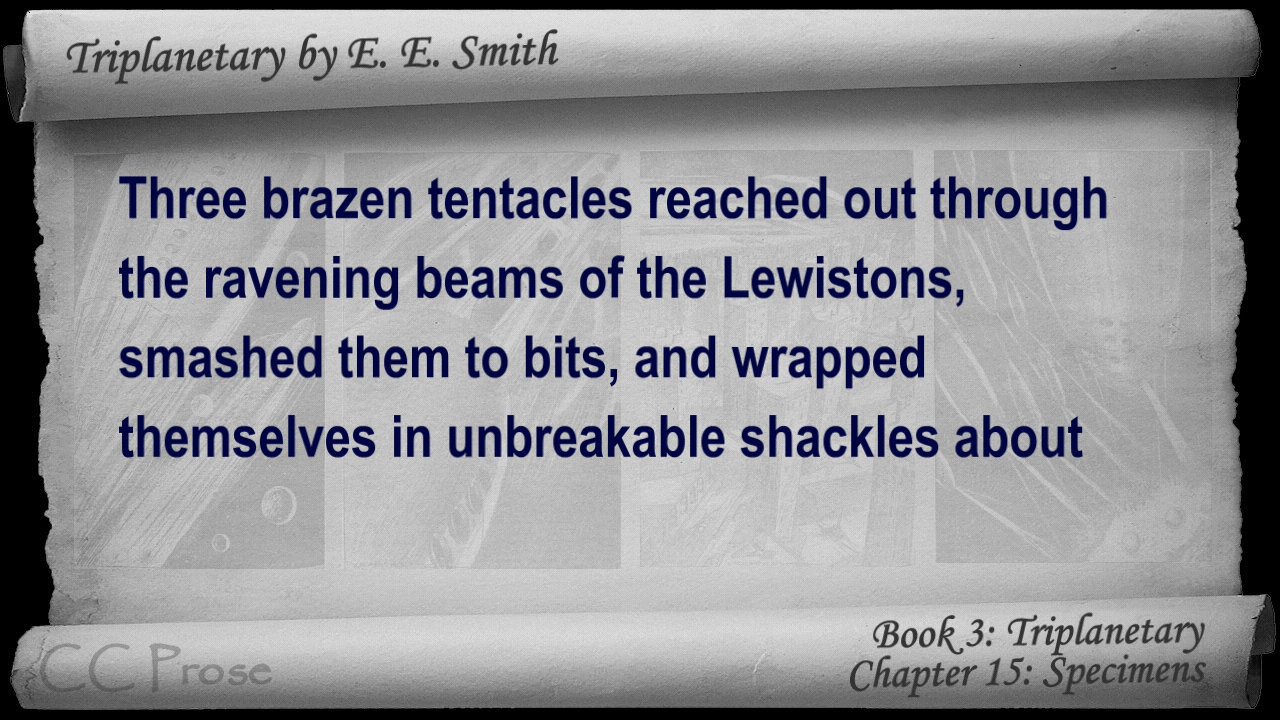 Triplanetary by E. E. Smith
Three brazen tentacles reached out through
the ravening beams of the Lewistons,
smashed them to bits, and wrapped
themselves in unbreakable shackles about
CC Prose
Book 3: Triplanetary
Chapter 15: Specimens